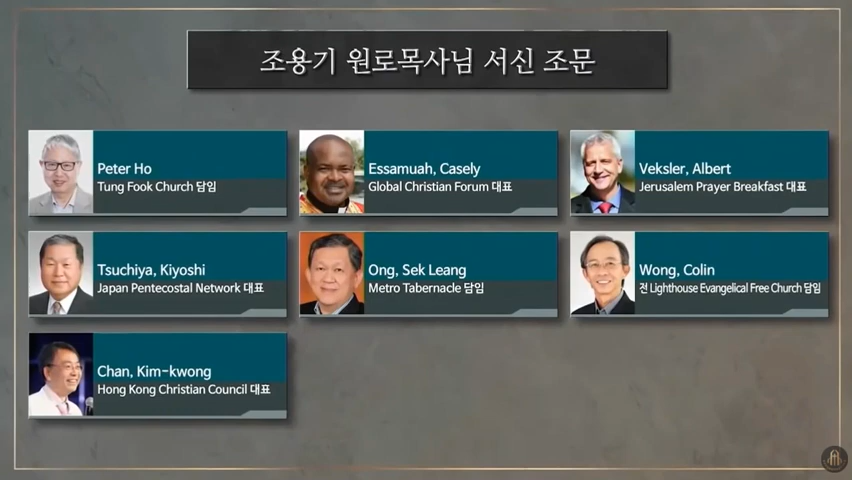 조용기 원로목사님 서신 조문
Peter Ho
Tung Fook Church 담임
Essamuah, Casely
Global Christian Forum 대표
Veksler, Albert
Jerusalem Prayer Breakfast 대표
Tsuchiya, Kiyoshi
Japan Pentecostal Network 대표
Ong, Sek Leang
Metro Tabernacle 담임
Wong, Colin
전 Lighthouse Evangelical Free Church 담임
Chan, Kim-kwong
Hong Kong Christian Council 대표